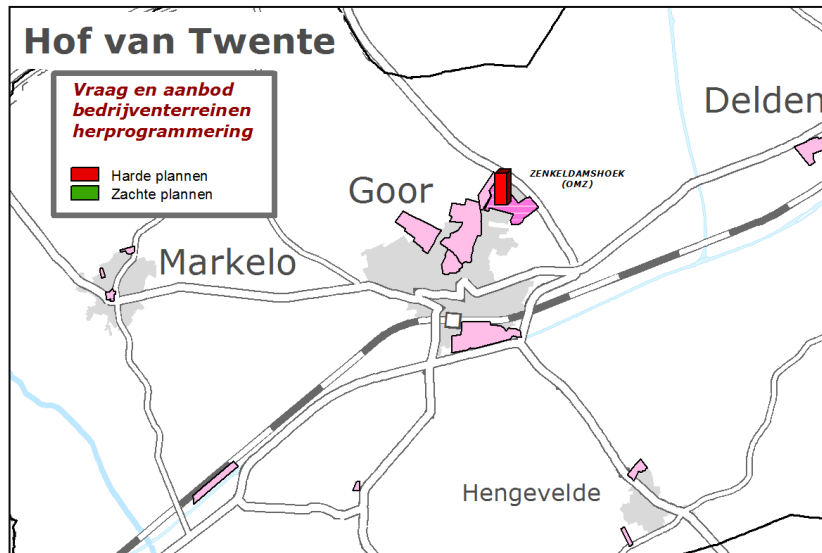 Hof van Twente
Vraag en aanbod
bedrijventerreinen
herprogrammering
Harde plannen
Zachte plannen
Delden
ZENKELDAMSHOEK
(OMZ)
Goor
Markelo
Hengevelde